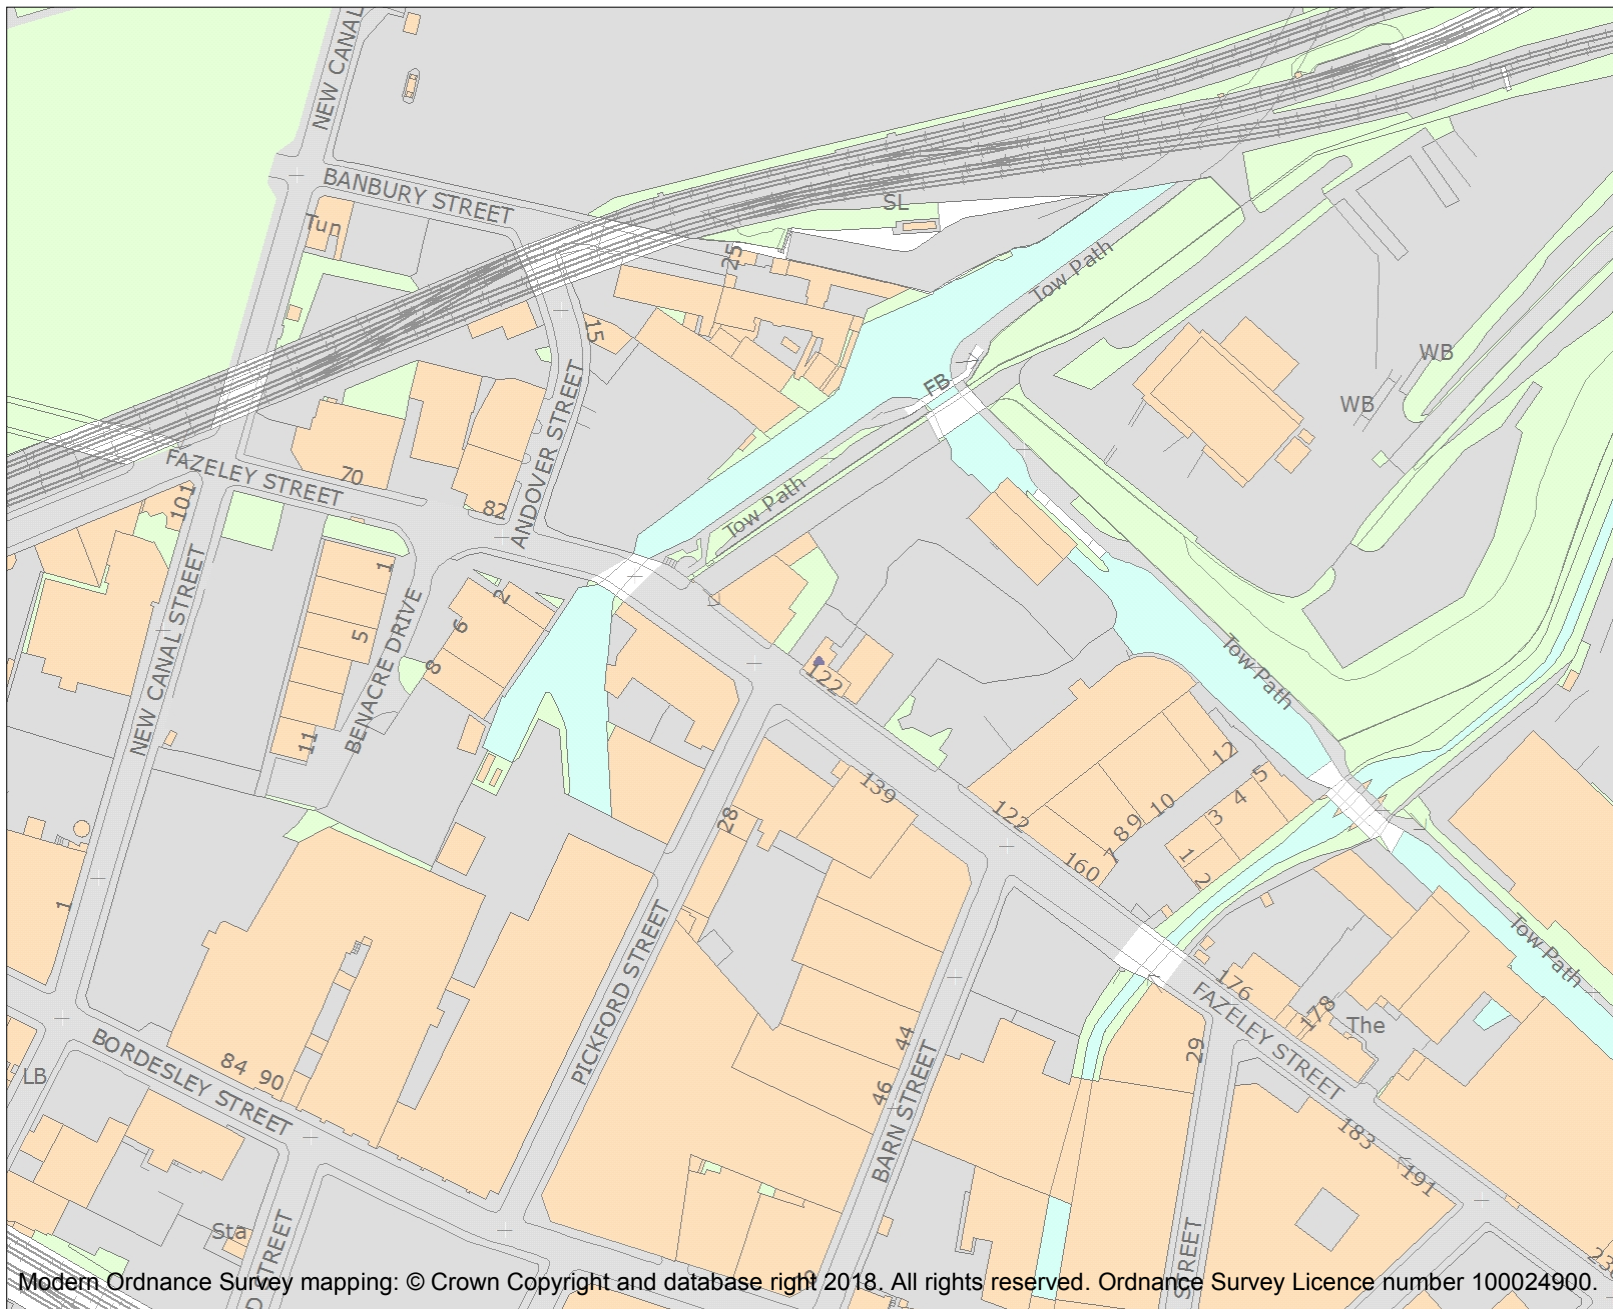 NEW CANAL
BANBURY STREET
Tun
SL
25
Tow Path
15
FB
WB
WB
ANDOVER STREET
FAZELEY STREET
70
82
101
Tow Path
NEW CANAL STREET
1
5
11
BENACRE DRIVE
2
6
8
122
Tow Path
139
28
122
12
10
9
8
7
160
5
4
3
1
2
1
PICKFORD STREET
Tow Path
176
178
The
FAZELEY STREET
29
44
46
BARN STREET
BORDESLEY STREET
84
90
LB
183
191
Sta
D STREET
STREET
Modern Ordnance Survey mapping: © Crown Copyright and database right 2018. All rights reserved. Ordnance Survey Licence number 100024900.